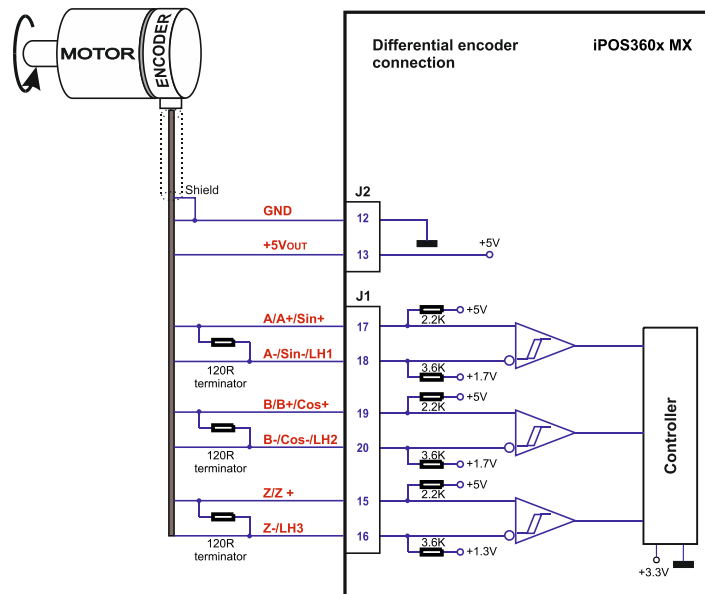 MOTOR
ENCODER
Differential encoder
connection
iPOS360x MX
Shield
J2
GND
12
+5VOUT
13
+5V
J1
A/A+/Sin+
17
+5V
2.2K
A-/Sin-/LH1
18
120R
terminator
3.6K
+1.7V
B/B+/Cos+
19
+5V
2.2K
B-/Cos-/LH2
20
120R
terminator
3.6K
+1.7V
Z/Z +
15
+5V
2.2K
Z-/LH3
16
120R
terminator
3.6K
+1.3V
Controller
+3.3V